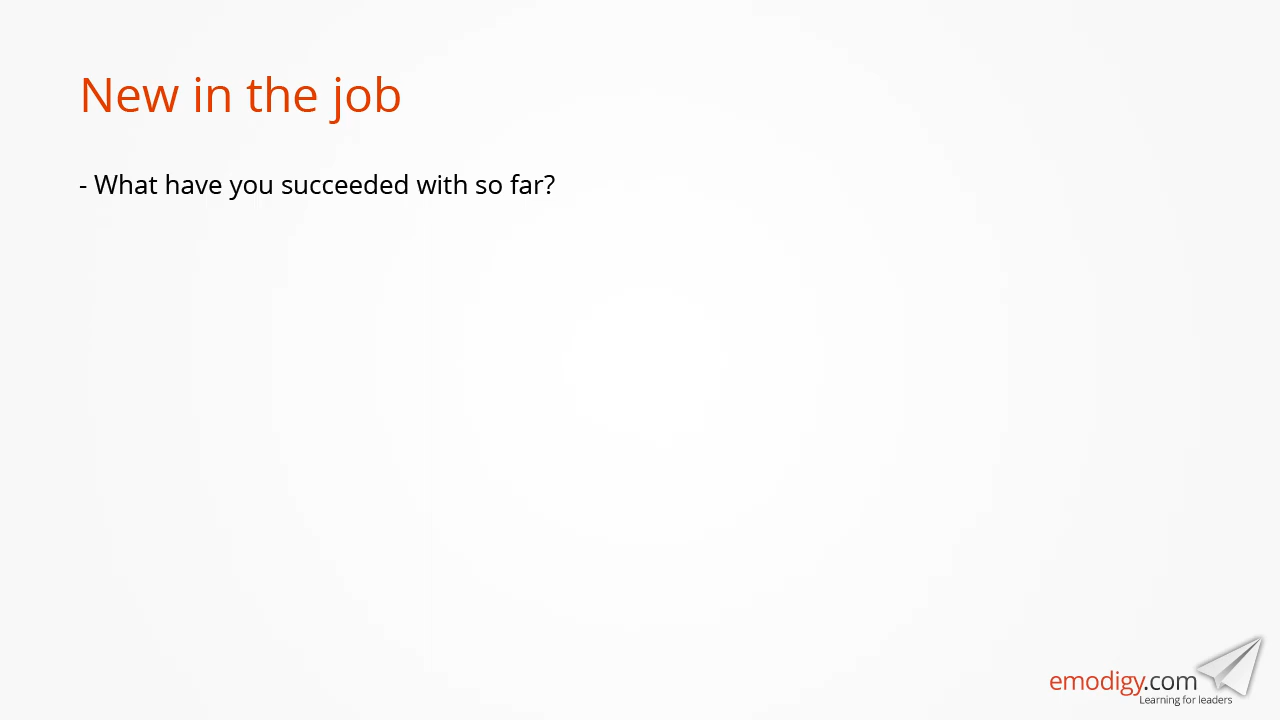 New in the job
- What have you succeeded with so far?
emodigy.com
Learning for leaders